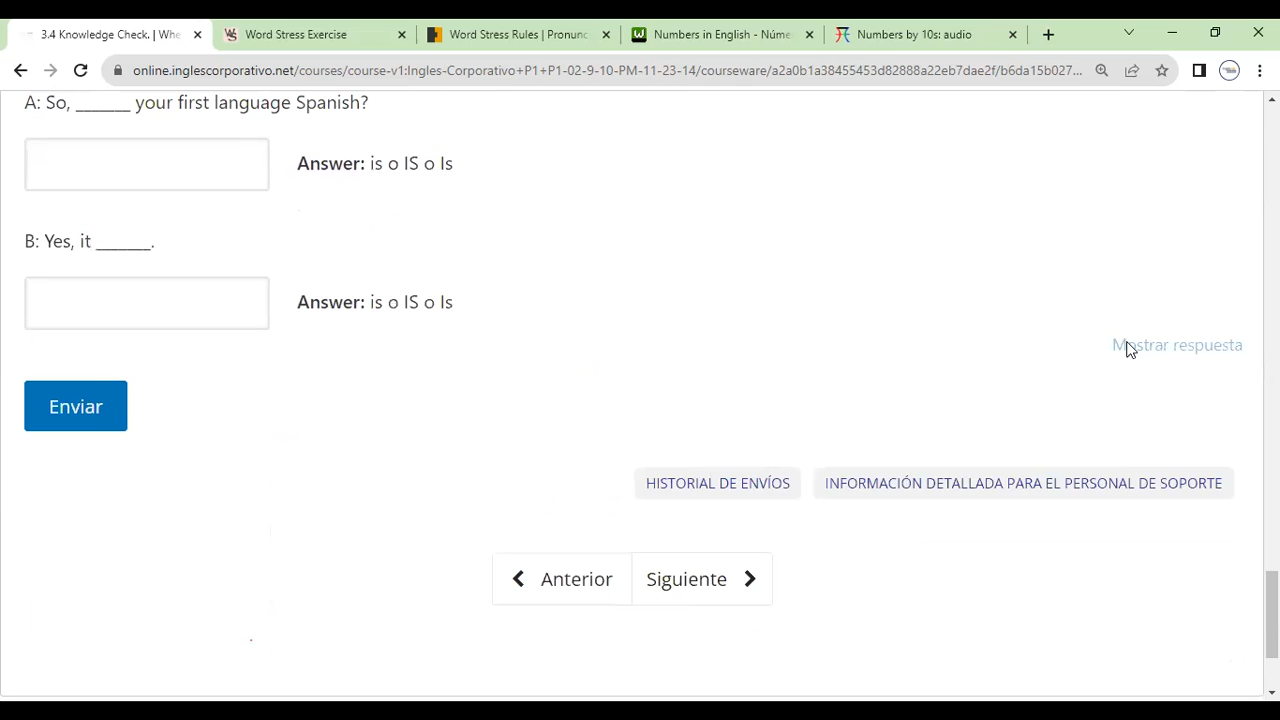 3.4 Knowledge Check. | Whe
Word Stress Exercise
Word Stress Rules | Pronunc
Numbers in English - Núme
Numbers by 10s: audio
online.inglescorporativo.net/courses/course-v1:Ingles-Corporativo+P1+P1-02-9-10-PM-11-23-14/courseware/a2a0b1a38455453d82888a22eb7dae2f/b6da15b027...
A: So, _______ your first language Spanish?
Answer: is o IS o Is
B: Yes, it _______.
Answer: is o IS o Is
Mostrar respuesta
Enviar
HISTORIAL DE ENVÍOS
INFORMACIÓN DETALLADA PARA EL PERSONAL DE SOPORTE
Anterior
Siguiente